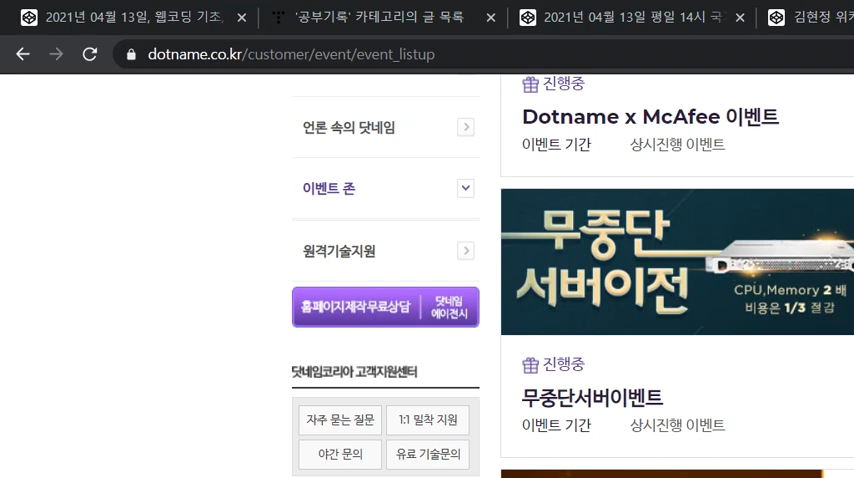 2021년 04월 13일, 웹코딩 기초,
'공부기록' 카테고리의 글 목록
2021년 04월 13일 평일 14시 국
김현정 위키
dotname.co.kr/customer/event/event_listup
언론 속의 닷네임
이벤트 존
원격기술지원
홈페이지제작무료상담
닷네임
에이전시
닷네임코리아 고객지원센터
자주 묻는 질문
1:1 밀착 지원
야간 문의
유료 기술문의
진행중
Dotname x McAfee 이벤트
이벤트 기간 상시진행 이벤트
무중단
서버이전
CPU,Memory 2 배
비용은 1/3 절감
진행중
무중단서버이벤트
이벤트 기간 상시진행 이벤트